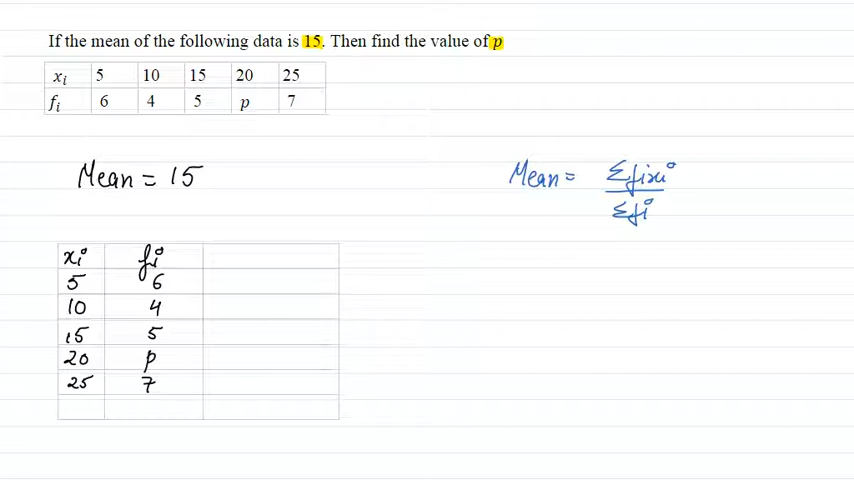 If the mean of the following data is 15. Then find the value of p
xᵢ 5 10 15 20 25
fᵢ 6 4 5 p 7
Mean = 15
Mean = Σfixi / Σfi
xi fi
5 6
10 4
15 5
20 p
25 7